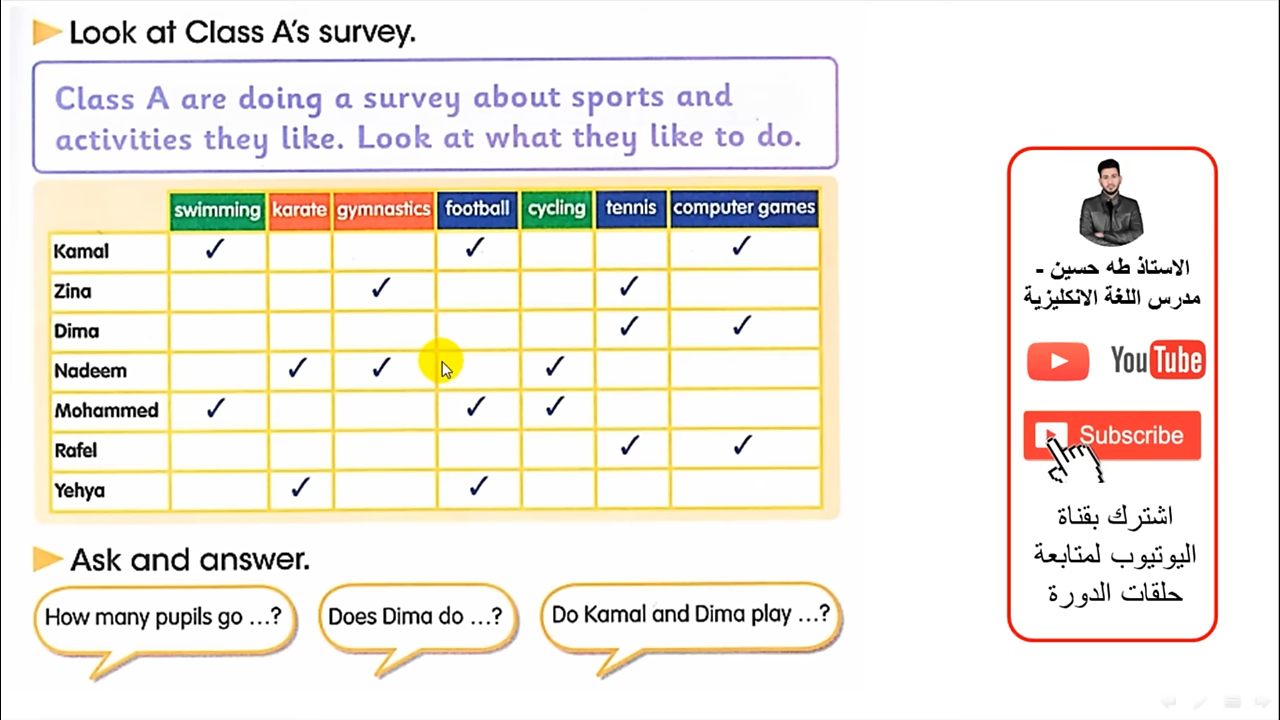 Look at Class A's survey.
Class A are doing a survey about sports and
activities they like. Look at what they like to do.
swimming karate gymnastics football cycling tennis computer games
Kamal ✓ ✓ ✓
Zina ✓ ✓
Dima ✓ ✓
Nadeem ✓ ✓ ✓
Mohammed ✓ ✓ ✓
Rafel ✓ ✓
Yehya ✓ ✓
Ask and answer.
How many pupils go ...?
Does Dima do ...?
Do Kamal and Dima play ...?
الاستاذ طه حسين -
مدرس اللغة الانكليزية
YouTube
Subscribe
اشترك بقناة
اليوتيوب لمتابعة
حلقات الدورة